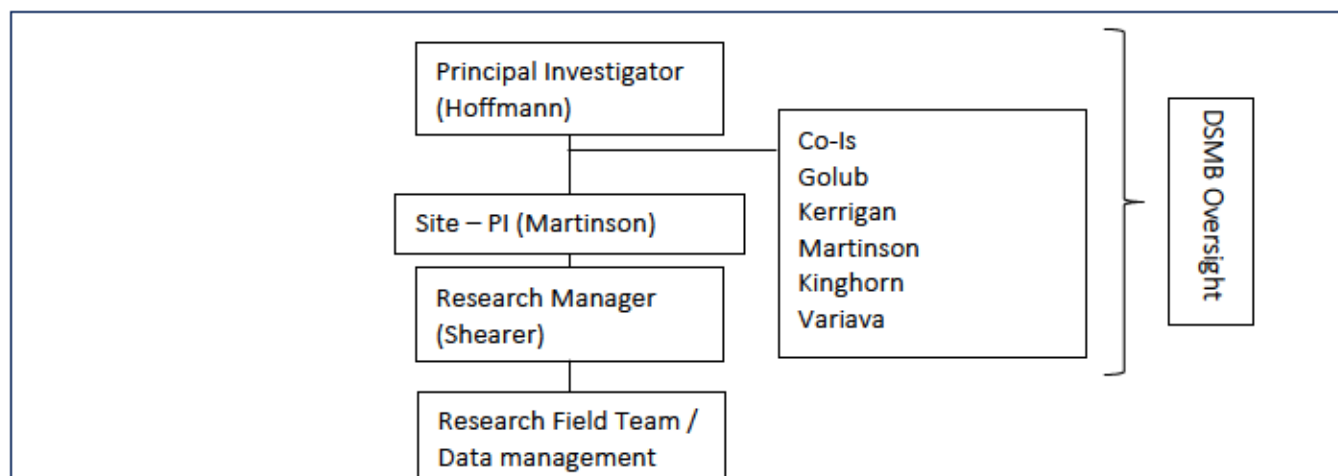 Principal Investigator
(Hoffmann)
Co-Is
Golub
Kerrigan
Martinson
Kinghorn
Variava
Site – PI (Martinson)
Research Manager
(Shearer)
Research Field Team /
Data management
DSMB Oversight